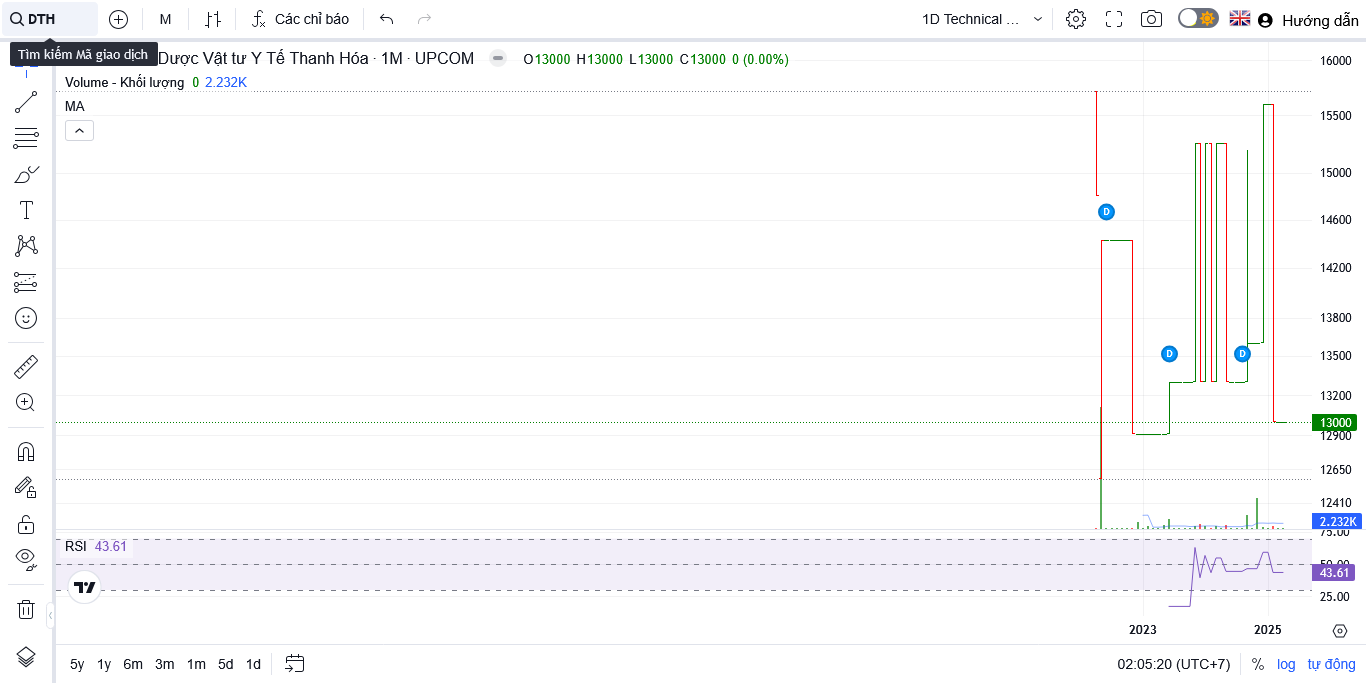 DTH
M
Các chỉ báo
1D Technical ...
Hướng dẫn
Tìm kiếm Mã giao dịch
Dược Vật tư Y Tế Thanh Hóa · 1M · UPCOM
O13000 H13000 L13000 C13000 0 (0.00%)
Volume - Khối lượng 0 2.232K
MA
16000
15500
15000
14600
14200
13800
13500
13200
13000
12900
12650
12410
2.232K
75.00
50.00
43.61
25.00
D
D
D
RSI 43.61
2023
2025
5y 1y 6m 3m 1m 5d 1d
02:05:20 (UTC+7)
% log tự động